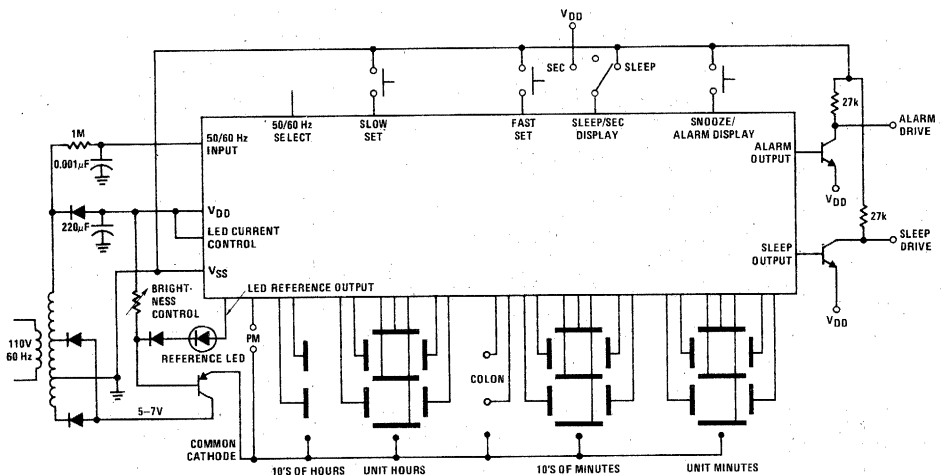 VDD
SEC
SLEEP
1M
0.001µF
50/60 Hz
INPUT
50/60 Hz
SELECT
SLOW
SET
FAST
SET
SLEEP/SEC
DISPLAY
SNOOZE/
ALARM DISPLAY
27k
ALARM
DRIVE
ALARM
OUTPUT
VDD
220µF
VDD
LED CURRENT
CONTROL
VSS
27k
SLEEP
DRIVE
SLEEP
OUTPUT
VDD
BRIGHT-
NESS
CONTROL
LED REFERENCE OUTPUT
110V
60 Hz
REFERENCE LED
PM
COLON
5–7V
COMMON
CATHODE
10'S OF HOURS
UNIT HOURS
10'S OF MINUTES
UNIT MINUTES